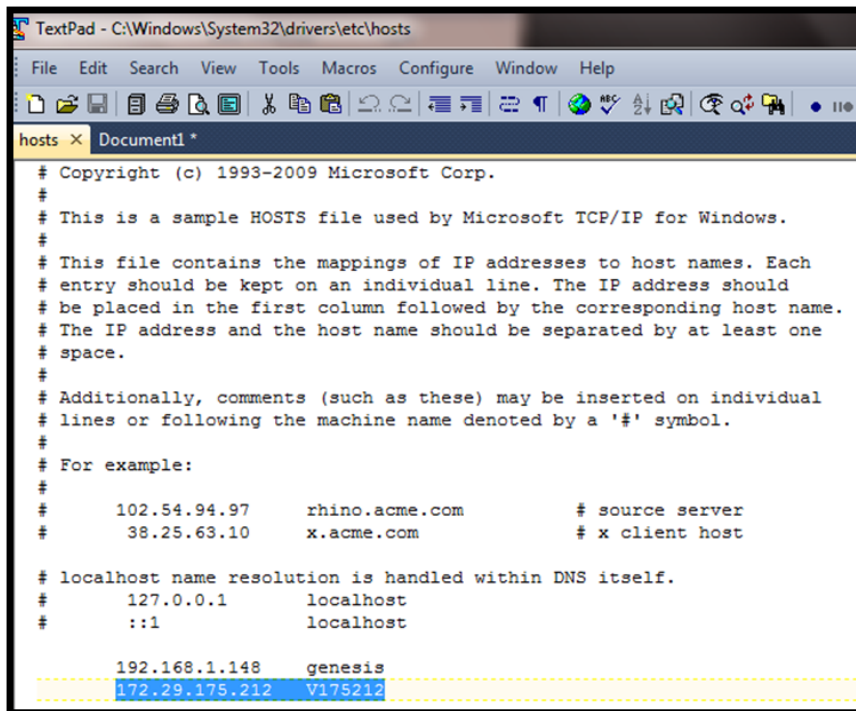 TextPad - C:\Windows\System32\drivers\etc\hosts
File Edit Search View Tools Macros Configure Window Help
hosts × Document1 *
# Copyright (c) 1993-2009 Microsoft Corp.
#
# This is a sample HOSTS file used by Microsoft TCP/IP for Windows.
#
# This file contains the mappings of IP addresses to host names. Each
# entry should be kept on an individual line. The IP address should
# be placed in the first column followed by the corresponding host name.
# The IP address and the host name should be separated by at least one
# space.
#
# Additionally, comments (such as these) may be inserted on individual
# lines or following the machine name denoted by a '#' symbol.
#
# For example:
#
#       102.54.94.97     rhino.acme.com          # source server
#        38.25.63.10     x.acme.com              # x client host

# localhost name resolution is handled within DNS itself.
#        127.0.0.1       localhost
#        ::1             localhost

        192.168.1.148    genesis
        172.29.175.212   V175212